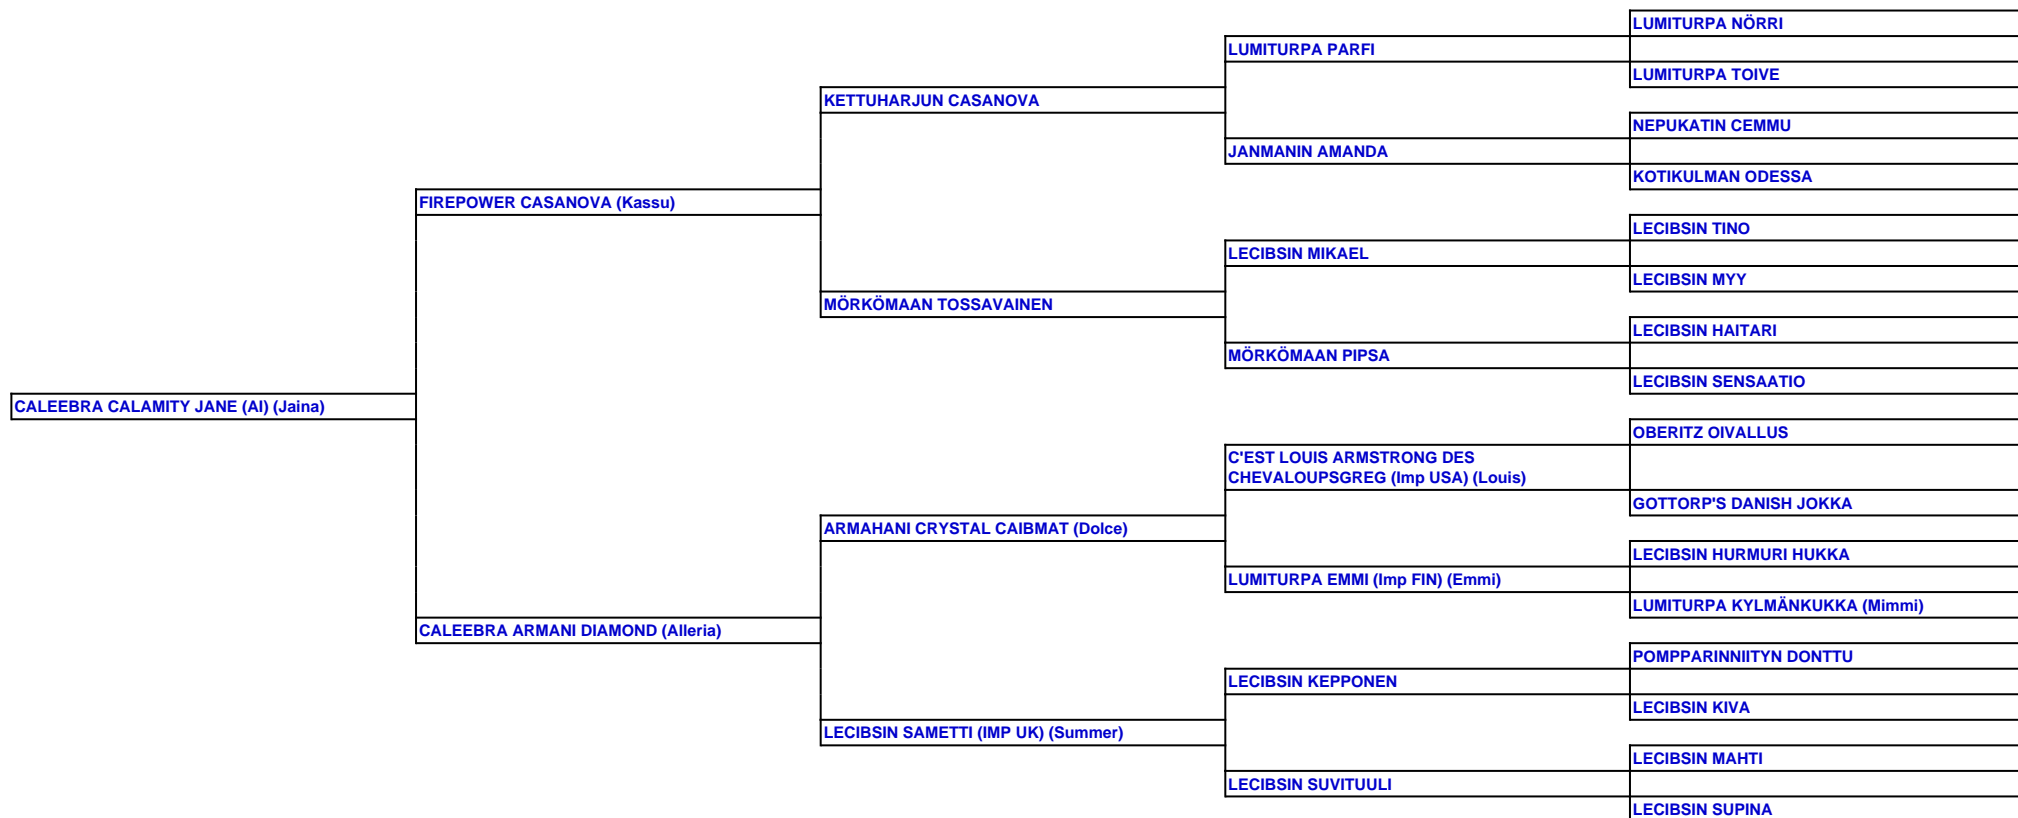 LUMITURPA NÖRRI
LUMITURPA PARFI
LUMITURPA TOIVE
KETTUHARJUN CASANOVA
NEPUKATIN CEMMU
JANMANIN AMANDA
KOTIKULMAN ODESSA
FIREPOWER CASANOVA (Kassu)
LECIBSIN TINO
LECIBSIN MIKAEL
LECIBSIN MYY
MÖRKÖMAAN TOSSAVAINEN
LECIBSIN HAITARI
MÖRKÖMAAN PIPSA
LECIBSIN SENSAATIO
CALEEBRA CALAMITY JANE (AI) (Jaina)
OBERITZ OIVALLUS
C'EST LOUIS ARMSTRONG DES
CHEVALOUPSGREG (Imp USA) (Louis)
GOTTORP'S DANISH JOKKA
ARMAHANI CRYSTAL CAIBMAT (Dolce)
LECIBSIN HURMURI HUKKA
LUMITURPA EMMI (Imp FIN) (Emmi)
LUMITURPA KYLMÄNKUKKA (Mimmi)
CALEEBRA ARMANI DIAMOND (Alleria)
POMPPARINNIITYN DONTTU
LECIBSIN KEPPONEN
LECIBSIN KIVA
LECIBSIN SAMETTI (IMP UK) (Summer)
LECIBSIN MAHTI
LECIBSIN SUVITUULI
LECIBSIN SUPINA